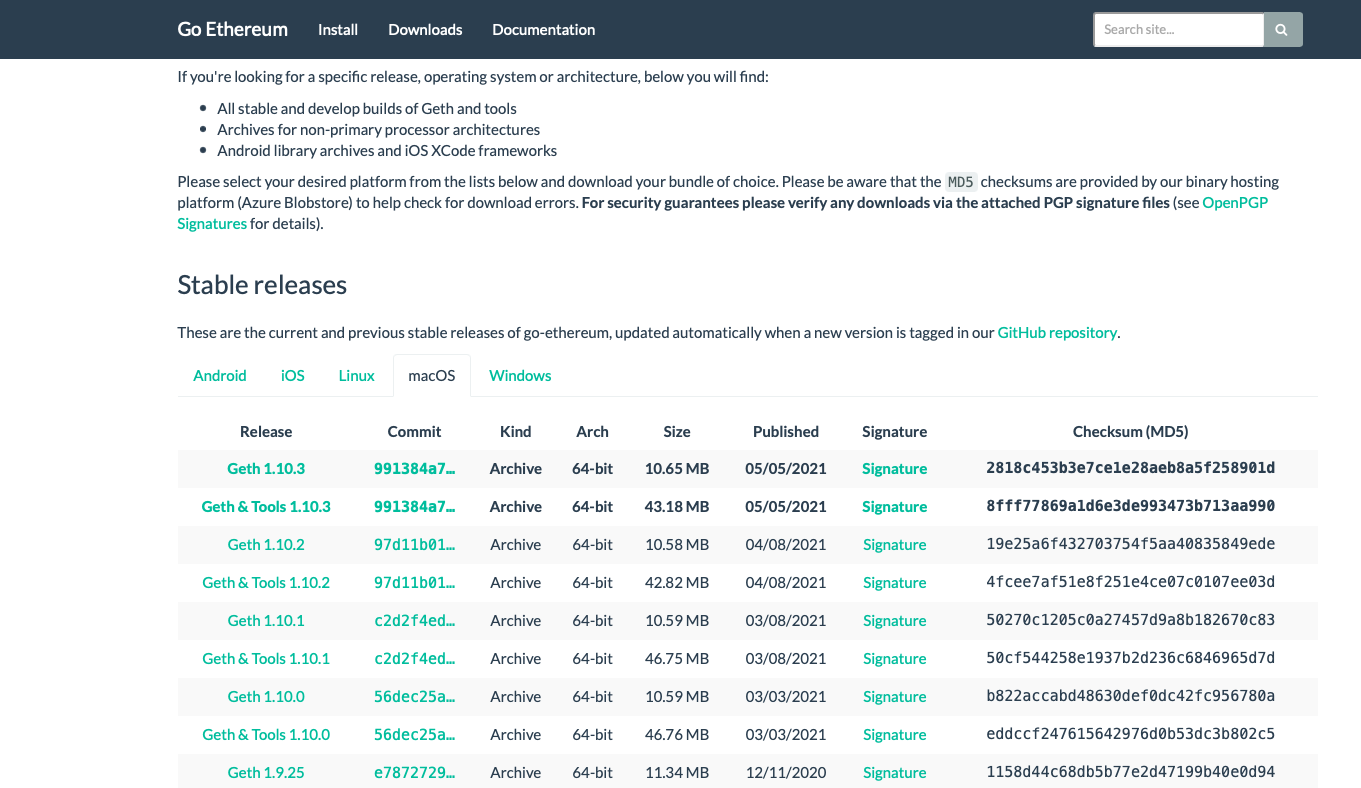 Go Ethereum Install Downloads Documentation Search site...
If you're looking for a specific release, operating system or architecture, below you will find:
All stable and develop builds of Geth and tools
Archives for non-primary processor architectures
Android library archives and iOS XCode frameworks
Please select your desired platform from the lists below and download your bundle of choice. Please be aware that the MD5 checksums are provided by our binary hosting
platform (Azure Blobstore) to help check for download errors. For security guarantees please verify any downloads via the attached PGP signature files (see OpenPGP
Signatures for details).
Stable releases
These are the current and previous stable releases of go-ethereum, updated automatically when a new version is tagged in our GitHub repository.
Android iOS Linux macOS Windows
Release Commit Kind Arch Size Published Signature Checksum (MD5)
Geth 1.10.3 991384a7… Archive 64-bit 10.65 MB 05/05/2021 Signature 2818c453b3e7ce1e28aeb8a5f258901d
Geth & Tools 1.10.3 991384a7… Archive 64-bit 43.18 MB 05/05/2021 Signature 8fff77869a1d6e3de993473b713aa990
Geth 1.10.2 97d11b01… Archive 64-bit 10.58 MB 04/08/2021 Signature 19e25a6f432703754f5aa40835849ede
Geth & Tools 1.10.2 97d11b01… Archive 64-bit 42.82 MB 04/08/2021 Signature 4fcee7af51e8f251e4ce07c0107ee03d
Geth 1.10.1 c2d2f4ed… Archive 64-bit 10.59 MB 03/08/2021 Signature 50270c1205c0a27457d9a8b182670c83
Geth & Tools 1.10.1 c2d2f4ed… Archive 64-bit 46.75 MB 03/08/2021 Signature 50cf544258e1937b2d236c6846965d7d
Geth 1.10.0 56dec25a… Archive 64-bit 10.59 MB 03/03/2021 Signature b822accabd48630def0dc42fc956780a
Geth & Tools 1.10.0 56dec25a… Archive 64-bit 46.76 MB 03/03/2021 Signature eddccf247615642976d0b53dc3b802c5
Geth 1.9.25 e7872729… Archive 64-bit 11.34 MB 12/11/2020 Signature 1158d44c68db5b77e2d47199b40e0d94